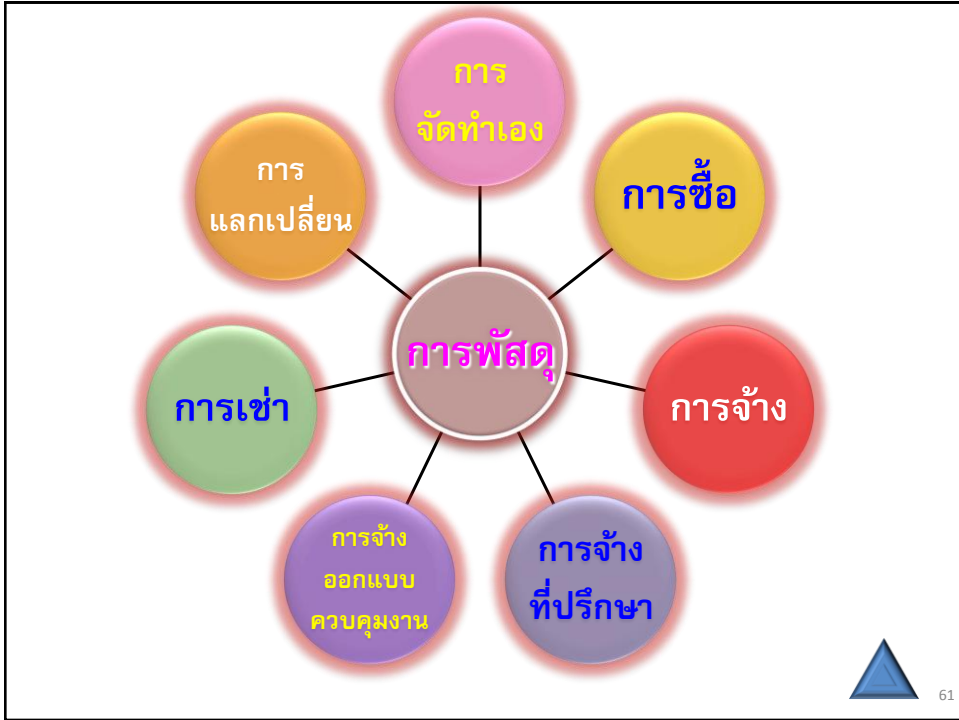 การ
จัดทำเอง
การซื้อ
การจ้าง
การจ้าง
ที่ปรึกษา
การจ้าง
ออกแบบ
ควบคุมงาน
การเช่า
การ
แลกเปลี่ยน
การพัสดุ
61